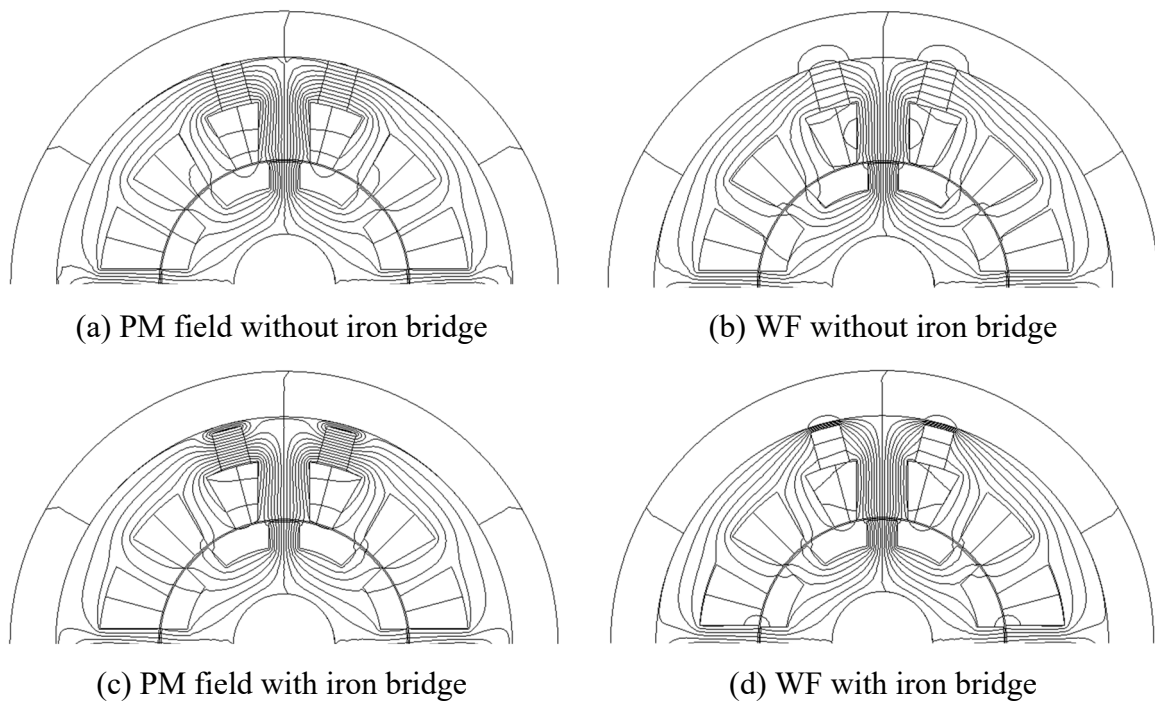 (a) PM field without iron bridge
(b) WF without iron bridge
(c) PM field with iron bridge
(d) WF with iron bridge